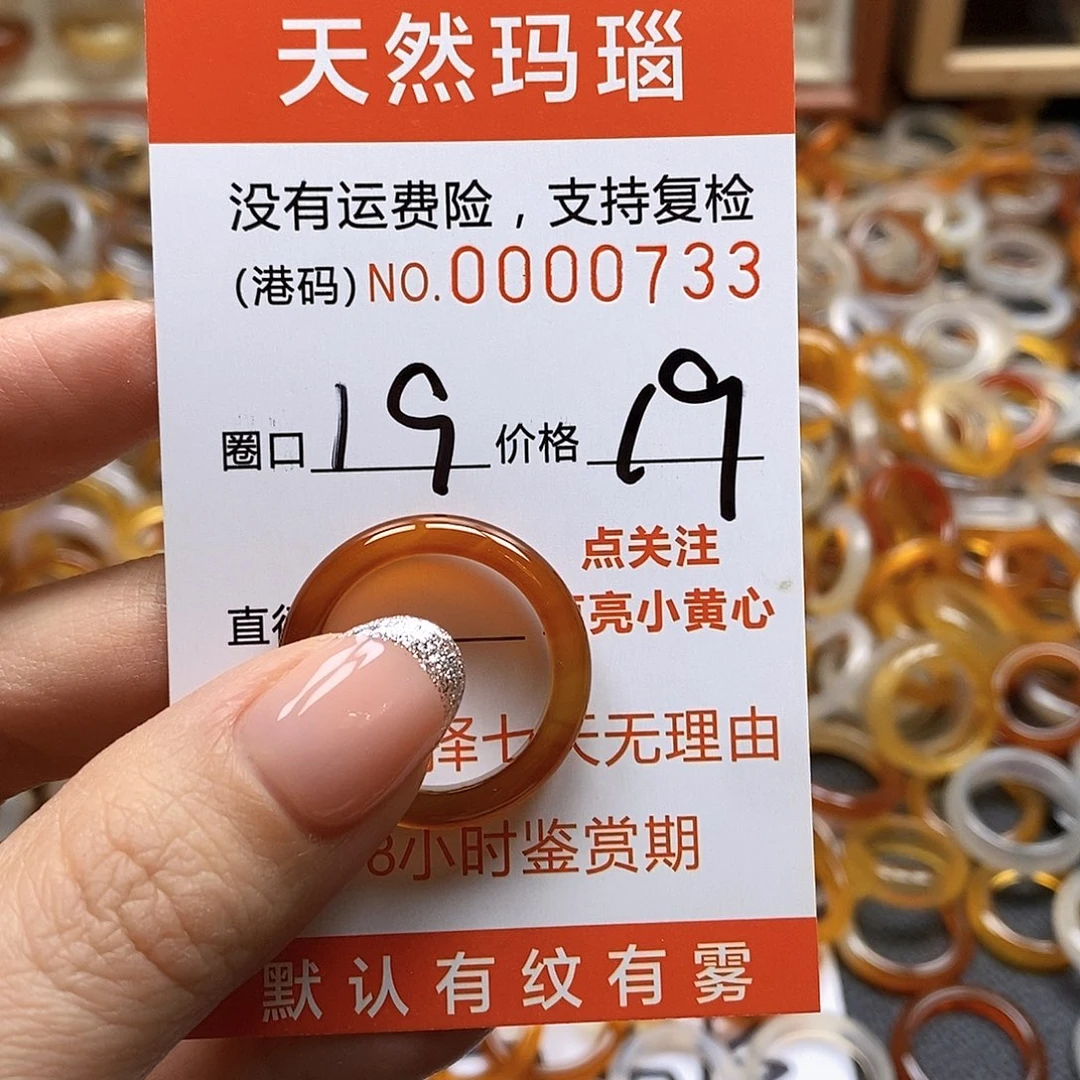 天然玛瑙
没有运费险，支持复检
(港码) NO.0000733
圈口 19 价格 19
点关注
直径 亮小黄心
择七天无理由
8小时鉴赏期
默认有纹有雾